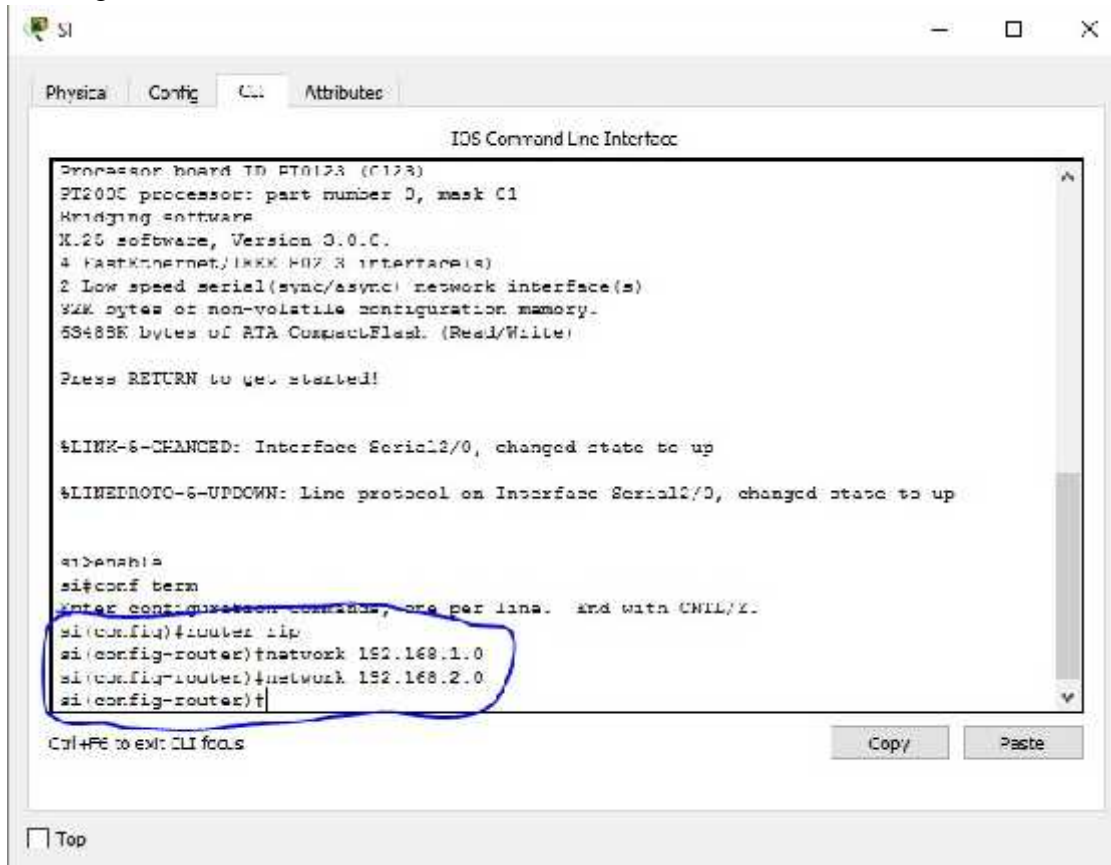 SI
Physical Config CLI Attributes
IOS Command Line Interface
Processor board ID PT0123 (0123)
PT2005 processor: part number 0, mask 01
Bridging software
X.25 software, Version 3.0.0.
4 FastEthernet/IEEE 802.3 interface(s)
2 Low speed serial(sync/async) network interface(s)
32K bytes of non-volatile configuration memory.
63488K bytes of ATA CompactFlash (Read/Write)
Press RETURN to get started!
%LINK-5-CHANGED: Interface Serial2/0, changed state to up
%LINEPROTO-5-UPDOWN: Line protocol on Interface Serial2/0, changed state to up
si>enable
si#conf term
Enter configuration commands, one per line. End with CNTL/Z.
si(config)#router rip
si(config-router)#network 192.168.1.0
si(config-router)#network 192.168.2.0
si(config-router)#
Ctrl+F6 to exit CLI focus
Copy Paste
Top